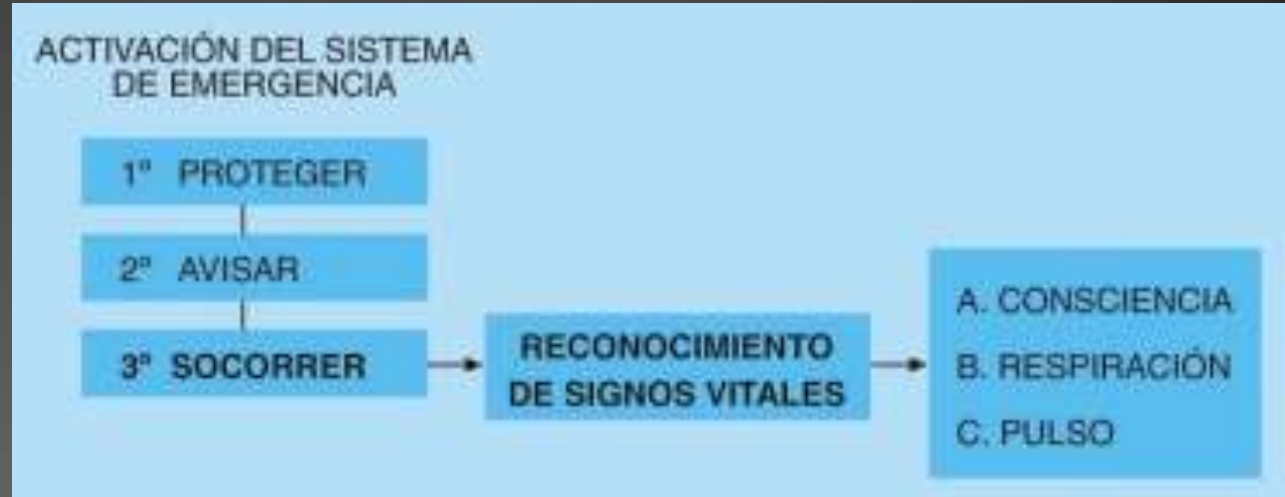 ACTIVACIÓN DEL SISTEMA
DE EMERGENCIA
1º PROTEGER
2º AVISAR
3º SOCORRER
RECONOCIMIENTO
DE SIGNOS VITALES
A. CONSCIENCIA
B. RESPIRACIÓN
C. PULSO